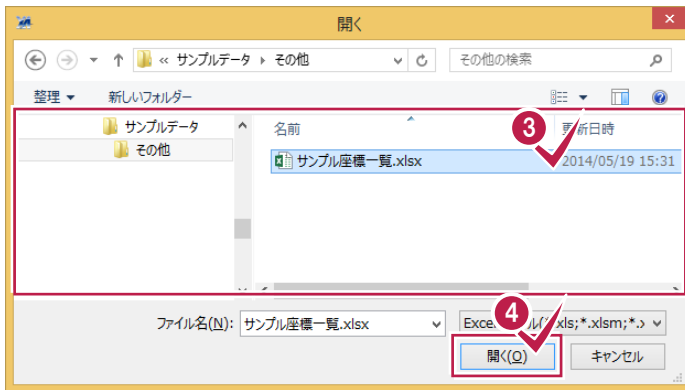 開く
« サンプルデータ ▸ その他
その他の検索
整理 ▼ 新しいフォルダー
サンプルデータ
その他
名前
3
更新日時
サンプル座標一覧.xlsx
2014/05/19 15:31
ファイル名(N): サンプル座標一覧.xlsx
4
開く(O)
キャンセル